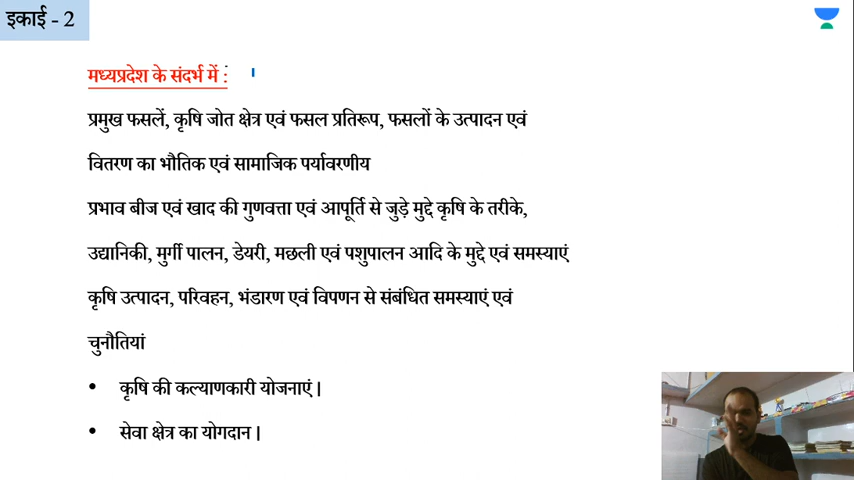 इकाई - 2
मध्यप्रदेश के संदर्भ में :
प्रमुख फसलें, कृषि जोत क्षेत्र एवं फसल प्रतिरूप, फसलों के उत्पादन एवं
वितरण का भौतिक एवं सामाजिक पर्यावरणीय
प्रभाव बीज एवं खाद की गुणवत्ता एवं आपूर्ति से जुड़े मुद्दे कृषि के तरीके,
उद्यानिकी, मुर्गी पालन, डेयरी, मछली एवं पशुपालन आदि के मुद्दे एवं समस्याएं
कृषि उत्पादन, परिवहन, भंडारण एवं विपणन से संबंधित समस्याएं एवं
चुनौतियां
• कृषि की कल्याणकारी योजनाएं |
• सेवा क्षेत्र का योगदान |